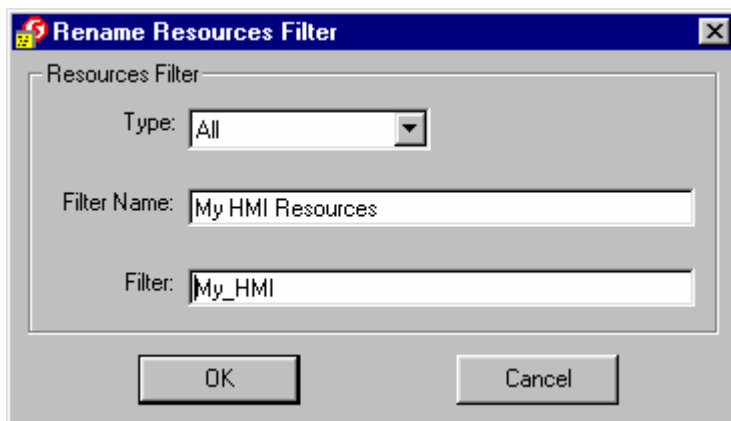 Rename Resources Filter
Resources Filter
Type: All
Filter Name: My HMI Resources
Filter: My_HMI
OK Cancel